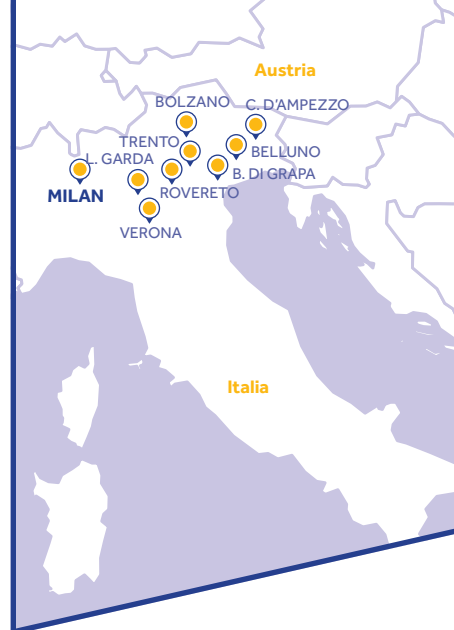 Austria
BOLZANO
C. D'AMPEZZO
TRENTO
BELLUNO
L. GARDA
B. DI GRAPA
MILAN
ROVERETO
VERONA
Italia